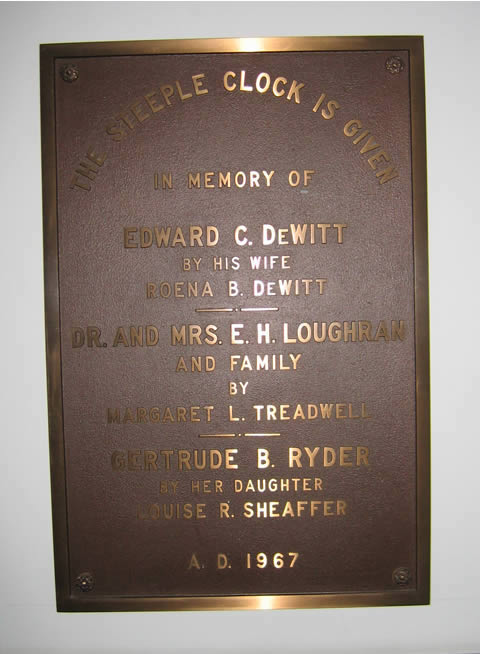 THE STEEPLE CLOCK IS GIVEN
IN MEMORY OF
EDWARD C. DEWITT
BY HIS WIFE
ROENA B. DEWITT
DR. AND MRS. E. H. LOUGHRAN
AND FAMILY
BY
MARGARET L. TREADWELL
GERTRUDE B. RYDER
BY HER DAUGHTER
LOUISE R. SHEAFFER
A. D. 1967